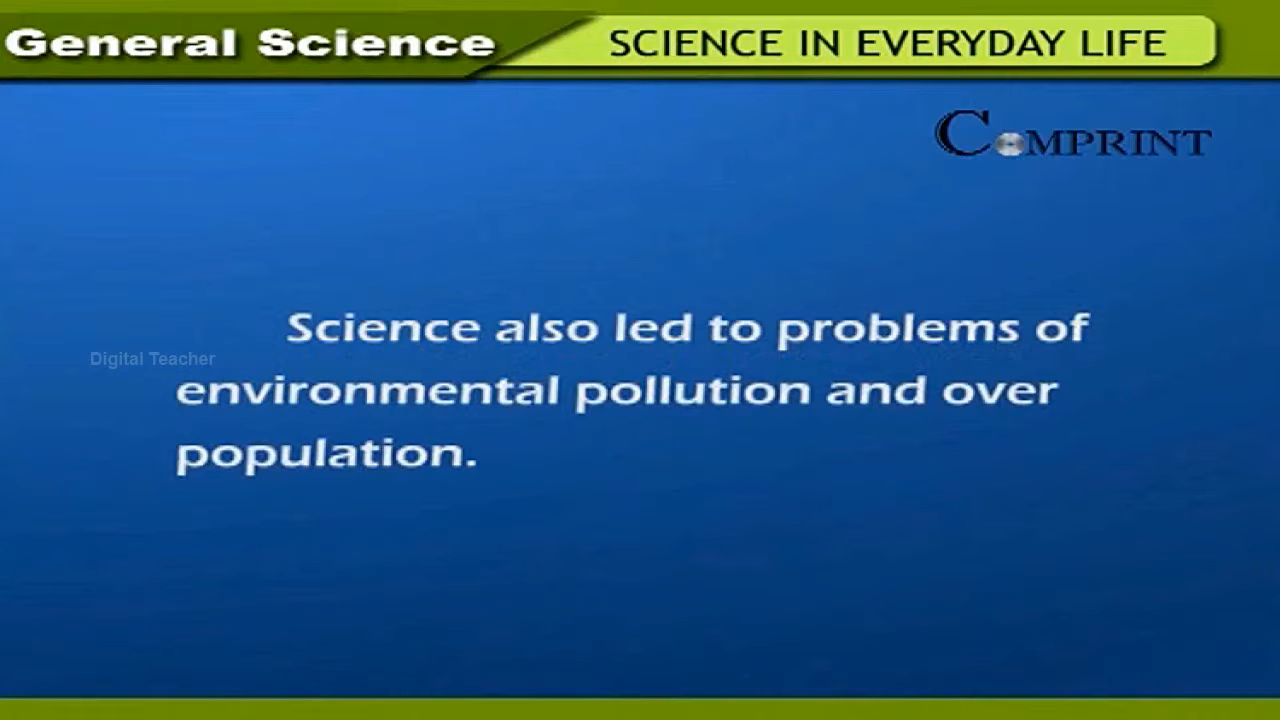 General Science
SCIENCE IN EVERYDAY LIFE
COMPRINT
Science also led to problems of
Digital Teacher
environmental pollution and over
population.